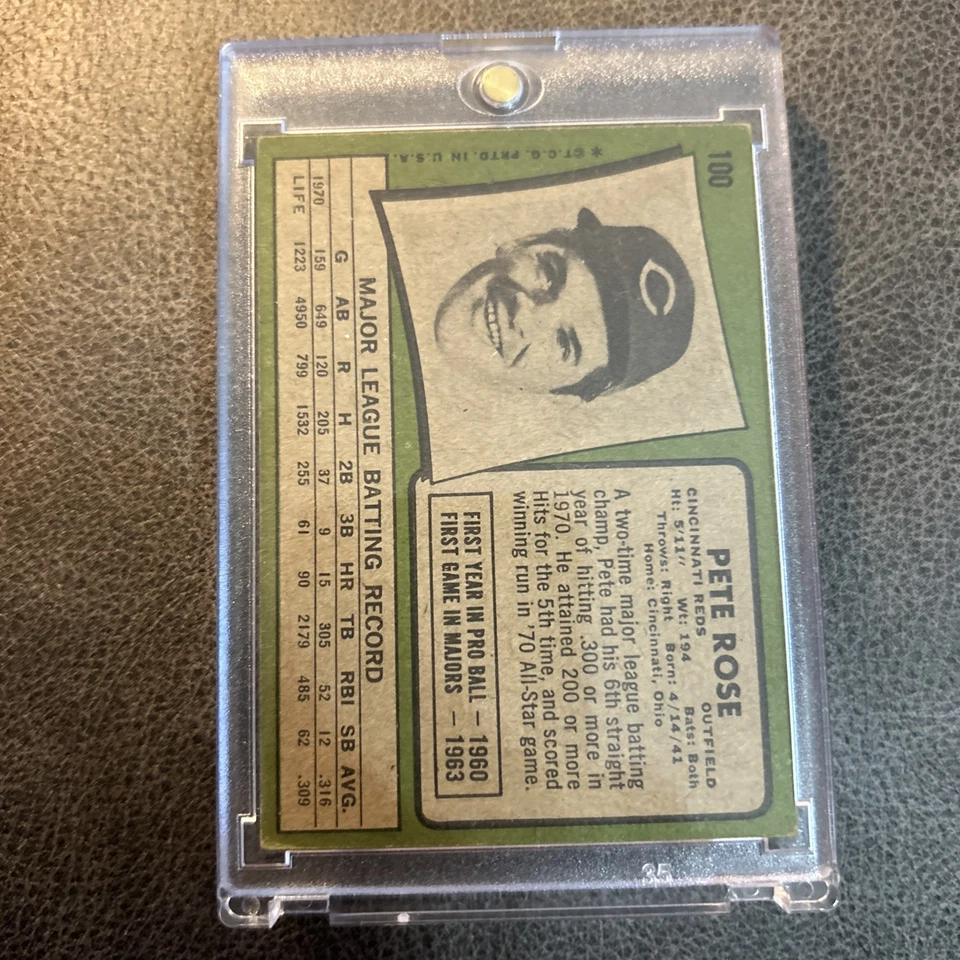 100
*©T.C.G. PRTD. IN U.S.A.
C
PETE ROSE
CINCINNATI REDS OUTFIELD
Ht: 5'11" Wt: 194 Bats: Both
Throws: Right Born: 4/14/41
Home: Cincinnati, Ohio
A two-time major league batting
champ, Pete had his 6th straight
year of hitting .300 or more in
1970. He attained 200 or more
Hits for the 5th time, and scored
winning run in '70 All-Star game.
FIRST YEAR IN PRO BALL — 1960
FIRST GAME IN MAJORS — 1963
MAJOR LEAGUE BATTING RECORD
G AB R H 2B 3B HR TB RBI SB AVG.
1970 159 649 120 205 37 9 15 305 52 12 .316
LIFE 1223 4950 799 1532 255 61 90 2179 485 62 .309
35